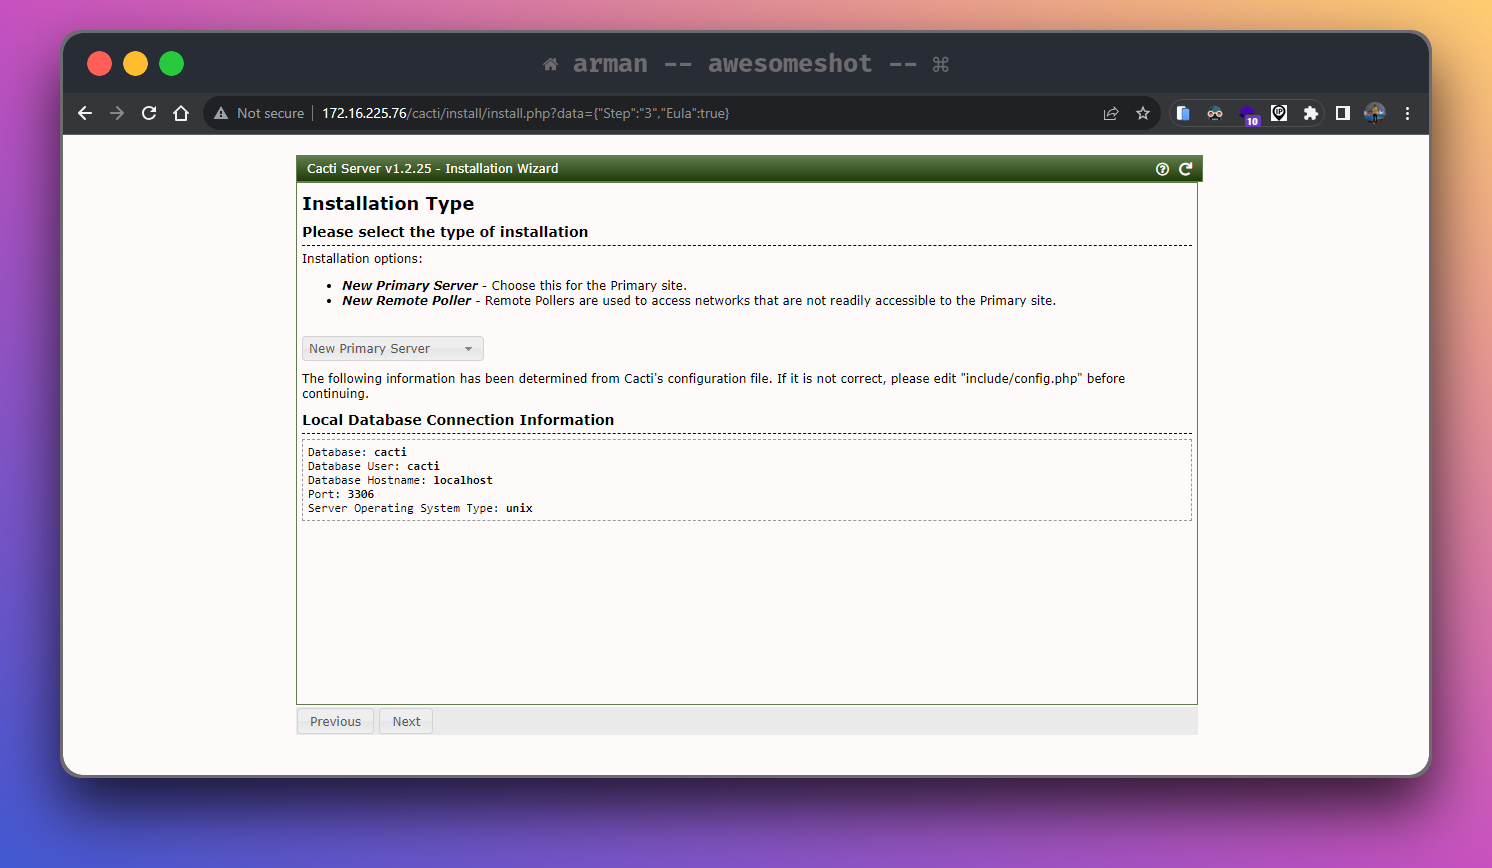 arman -- awesomeshot -- ⌘
Not secure | 172.16.225.76/cacti/install/install.php?data={"Step":"3","Eula":true}
10
Cacti Server v1.2.25 - Installation Wizard
Installation Type
Please select the type of installation
Installation options:
• New Primary Server - Choose this for the Primary site.
• New Remote Poller - Remote Pollers are used to access networks that are not readily accessible to the Primary site.
New Primary Server
The following information has been determined from Cacti's configuration file. If it is not correct, please edit "include/config.php" before
continuing.
Local Database Connection Information
Database: cacti
Database User: cacti
Database Hostname: localhost
Port: 3306
Server Operating System Type: unix
Previous Next